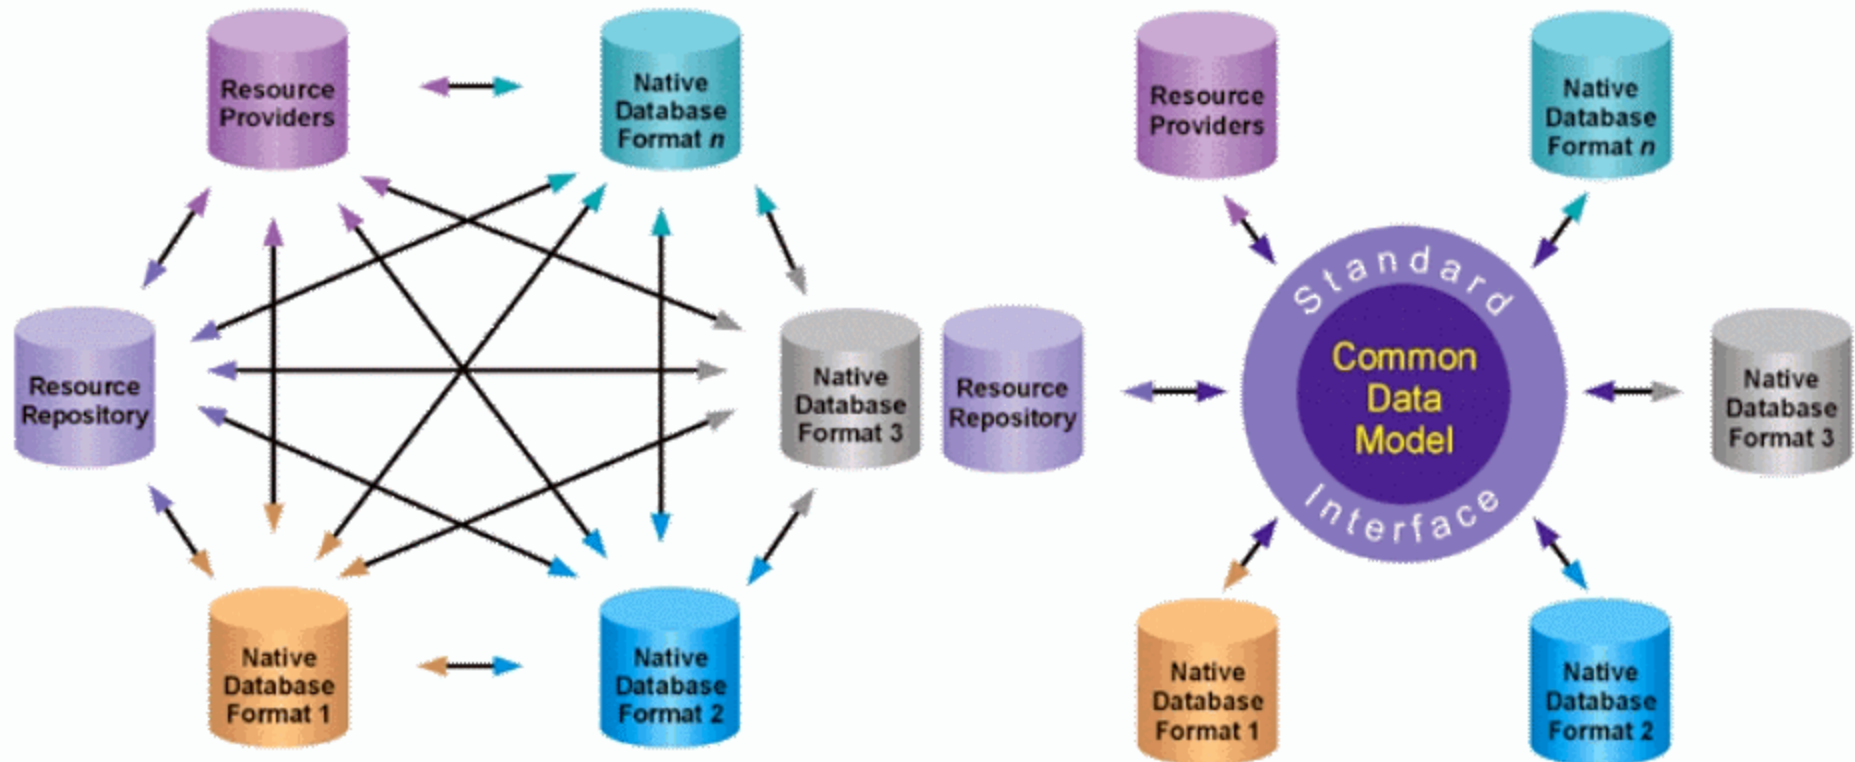 Resource
Providers
Native
Database
Format n
Resource
Repository
Native
Database
Format 3
Native
Database
Format 1
Native
Database
Format 2
Resource
Providers
Native
Database
Format n
Resource
Repository
Standard
Common
Data
Model
Interface
Native
Database
Format 3
Native
Database
Format 1
Native
Database
Format 2